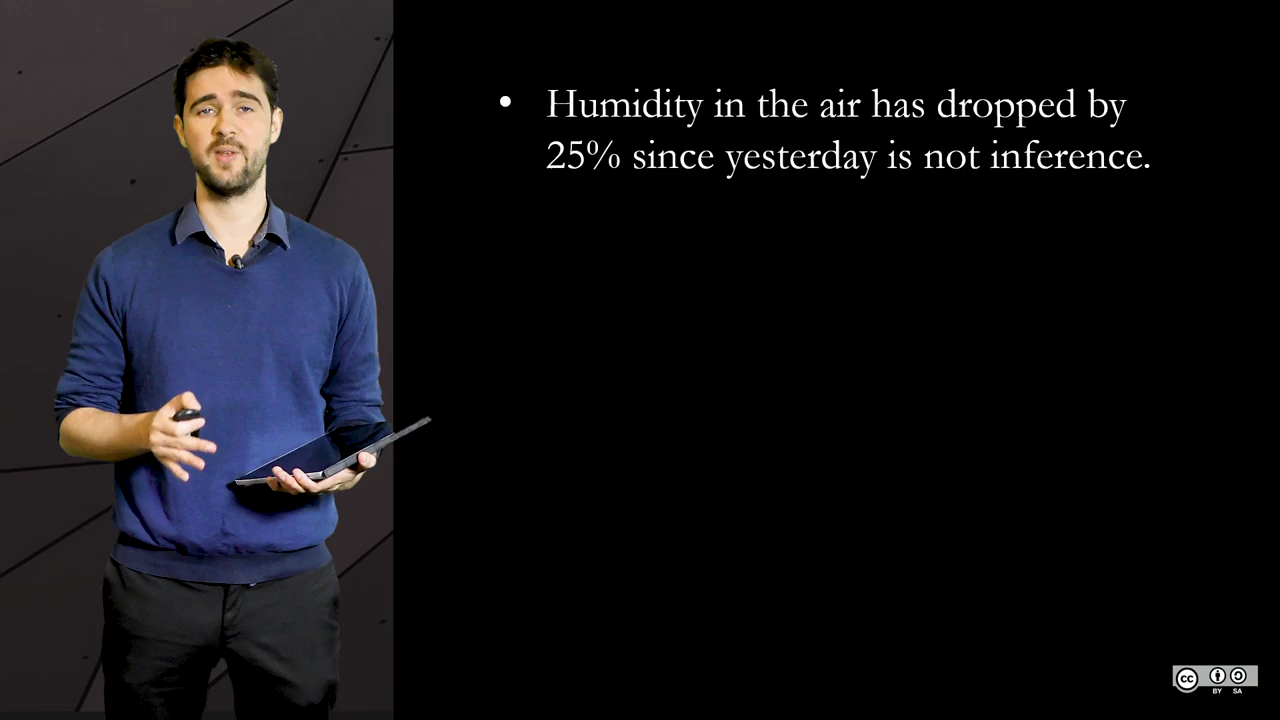 • Humidity in the air has dropped by
25% since yesterday is not inference.
cc
BY SA